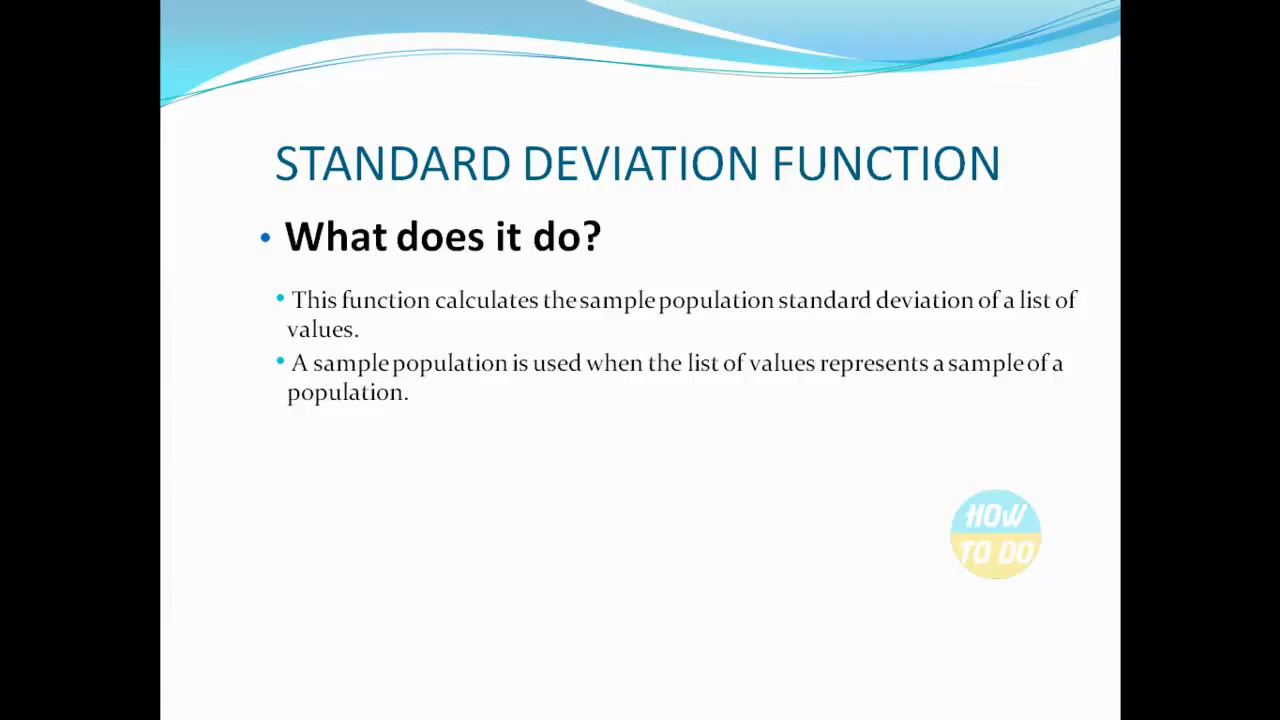 STANDARD DEVIATION FUNCTION
• What does it do?
• This function calculates the sample population standard deviation of a list of
values.
• A sample population is used when the list of values represents a sample of a
population.
HOW
TO DO